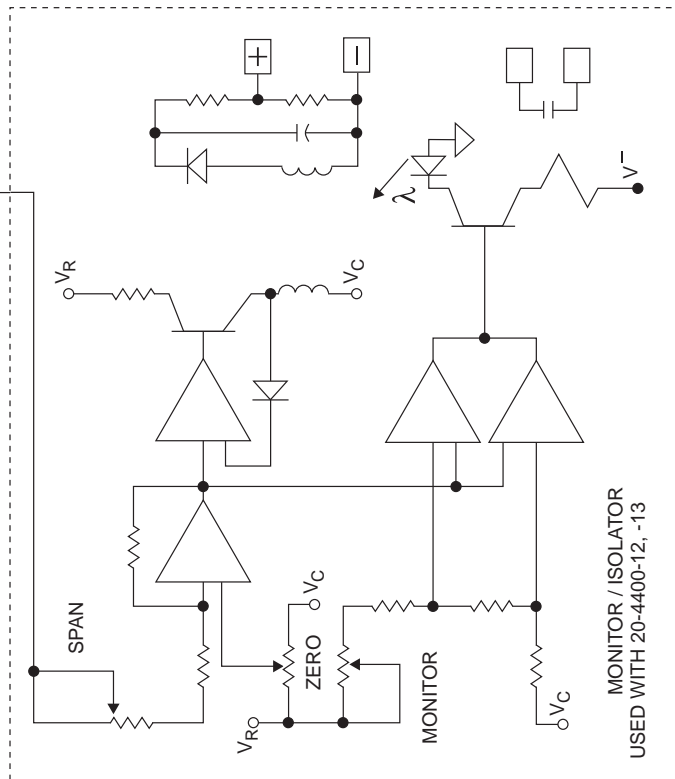 +
−
λ
V−
VR
VC
SPAN
VC
ZERO
VR
MONITOR
VC
MONITOR / ISOLATOR
USED WITH 20-4400-12, -13